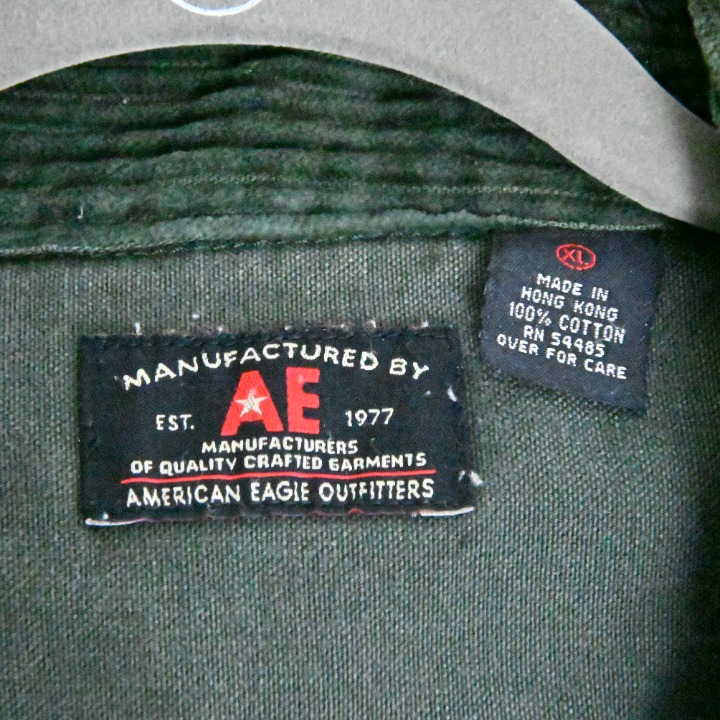 MANUFACTURED BY
AE
EST. 1977
MANUFACTURERS
OF QUALITY CRAFTED GARMENTS
AMERICAN EAGLE OUTFITTERS
XL
MADE IN
HONG KONG
100% COTTON
RN 54485
OVER FOR CARE